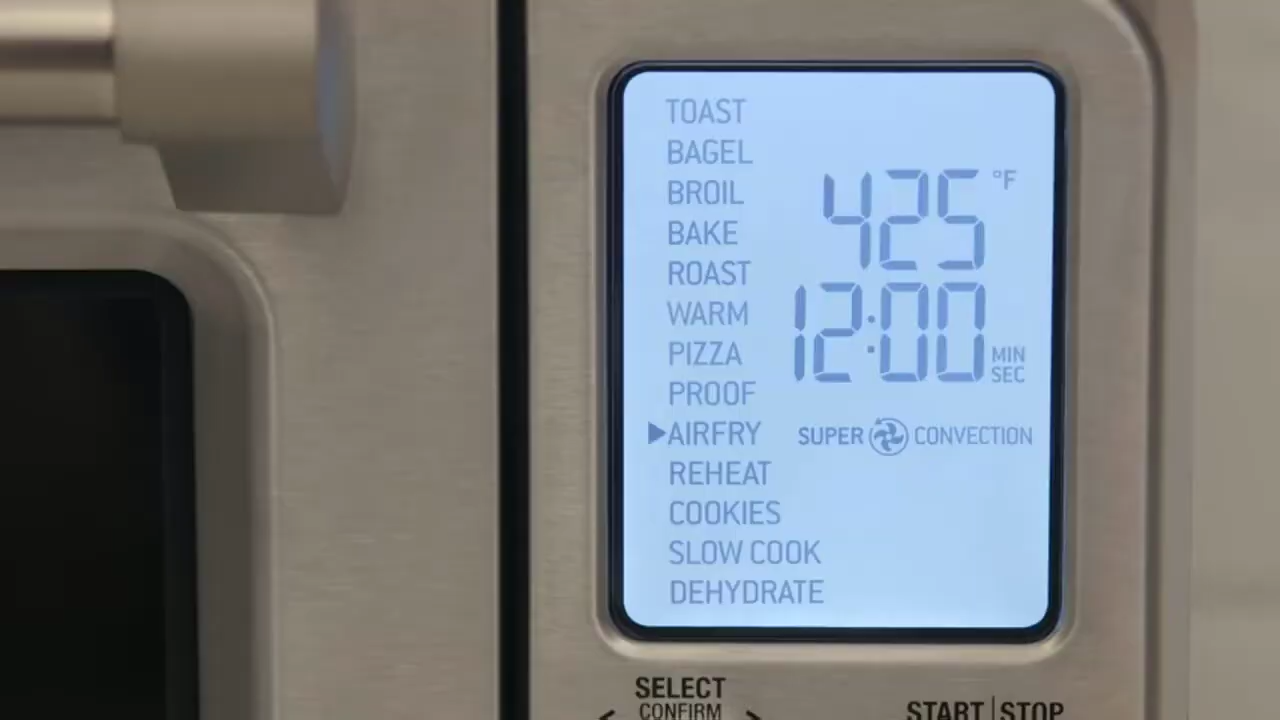 TOAST
BAGEL
BROIL
BAKE
ROAST
WARM
PIZZA
PROOF
AIRFRY
REHEAT
COOKIES
SLOW COOK
DEHYDRATE
425 °F
12:00 MIN
SEC
SUPER CONVECTION
SELECT
CONFIRM
START|STOP